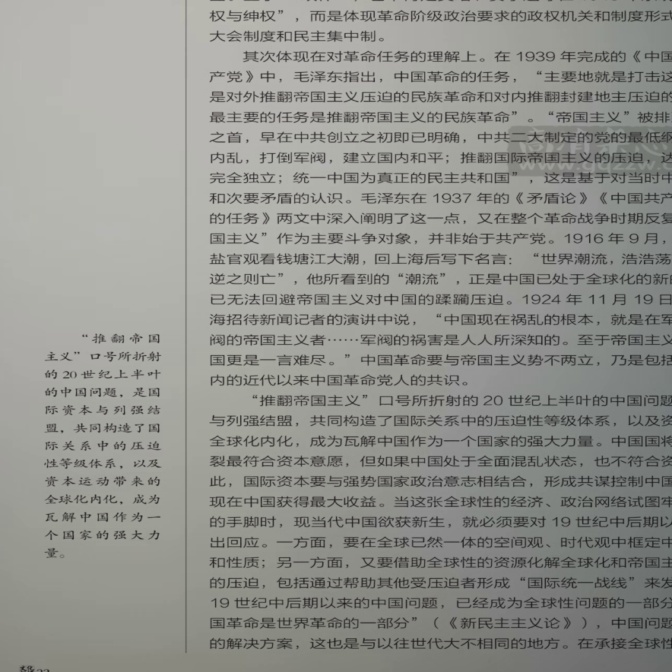 权与绅权”，而是体现革命阶级政治要求的政权机关和制度形式
大会制度和民主集中制。
其次体现在对革命任务的理解上。在 1939 年完成的《中国
产党》中，毛泽东指出，中国革命的任务，“主要地就是打击这
是对外推翻帝国主义压迫的民族革命和对内推翻封建地主压迫的
最主要的任务是推翻帝国主义的民族革命”。“帝国主义”被排
之首，早在中共创立之初即已明确，中共二大制定的党的最低纲
内乱，打倒军阀，建立国内和平；推翻国际帝国主义的压迫，达
完全独立；统一中国为真正的民主共和国”，这是基于对当时中
和次要矛盾的认识。毛泽东在 1937 年的《矛盾论》《中国共产
的任务》两文中深入阐明了这一点，又在整个革命战争时期反复
国主义”作为主要斗争对象，并非始于共产党。1916 年 9 月，
盐官观看钱塘江大潮，回上海后写下名言：“世界潮流，浩浩荡
逆之则亡”，他所看到的“潮流”，正是中国已处于全球化的新的
已无法回避帝国主义对中国的蹂躏压迫。1924 年 11 月 19 日
海招待新闻记者的演讲中说，“中国现在祸乱的根本，就是在军
阀的帝国主义者……军阀的祸害是人人所深知的。至于帝国主义
国更是一言难尽。”中国革命要与帝国主义势不两立，乃是包括
内的近代以来中国革命党人的共识。
“推翻帝国主义”口号所折射的 20 世纪上半叶的中国问题
与列强结盟，共同构造了国际关系中的压迫性等级体系，以及资
全球化内化，成为瓦解中国作为一个国家的强大力量。中国国将
裂最符合资本意愿，但如果中国处于全面混乱状态，也不符合资
此，国际资本要与强势国家政治意志相结合，形成共谋控制中国
现在中国获得最大收益。当这张全球性的经济、政治网络试图牢
的手脚时，现当代中国欲获新生，就必须要对 19 世纪中后期以
出回应。一方面，要在全球已然一体的空间观、时代观中框定中
和性质；另一方面，又要借助全球性的资源化解全球化和帝国主
的压迫，包括通过帮助其他受压迫者形成“国际统一战线”来发
19 世纪中后期以来的中国问题，已经成为全球性问题的一部分
国革命是世界革命的一部分”（《新民主主义论》），中国问题
的解决方案，这也是与以往世代大不相同的地方。在承接全球性
“推翻帝国
主义”口号所折射
的 20 世纪上半叶
的中国问题，是国
际资本与列强结
盟，共同构造了国
际关系中的压迫
性等级体系，以及
资本运动带来的
全球化内化，成为
瓦解中国作为一
个国家的强大力
量。